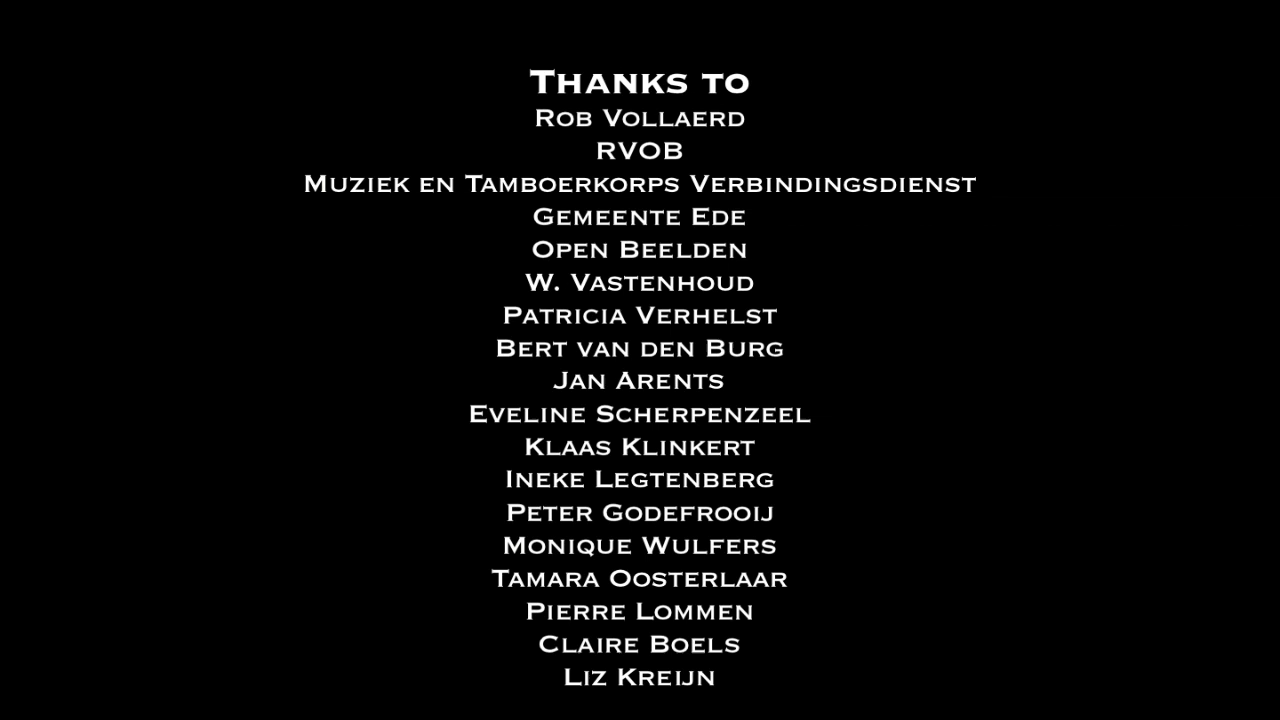 Thanks to
Rob Vollaerd
RVOB
Muziek en Tamboerkorps Verbindingsdienst
Gemeente Ede
Open Beelden
W. Vastenhoud
Patricia Verhelst
Bert van den Burg
Jan Arents
Eveline Scherpenzeel
Klaas Klinkert
Ineke Legtenberg
Peter Godefrooij
Monique Wulfers
Tamara Oosterlaar
Pierre Lommen
Claire Boels
Liz Kreijn